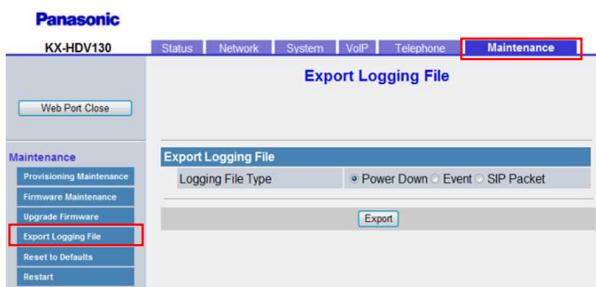 Panasonic
KX-HDV130
Status Network System VoIP Telephone Maintenance
Export Logging File
Web Port Close
Maintenance
Provisioning Maintenance
Firmware Maintenance
Upgrade Firmware
Export Logging File
Reset to Defaults
Restart
Export Logging File
Logging File Type Power Down Event SIP Packet
Export